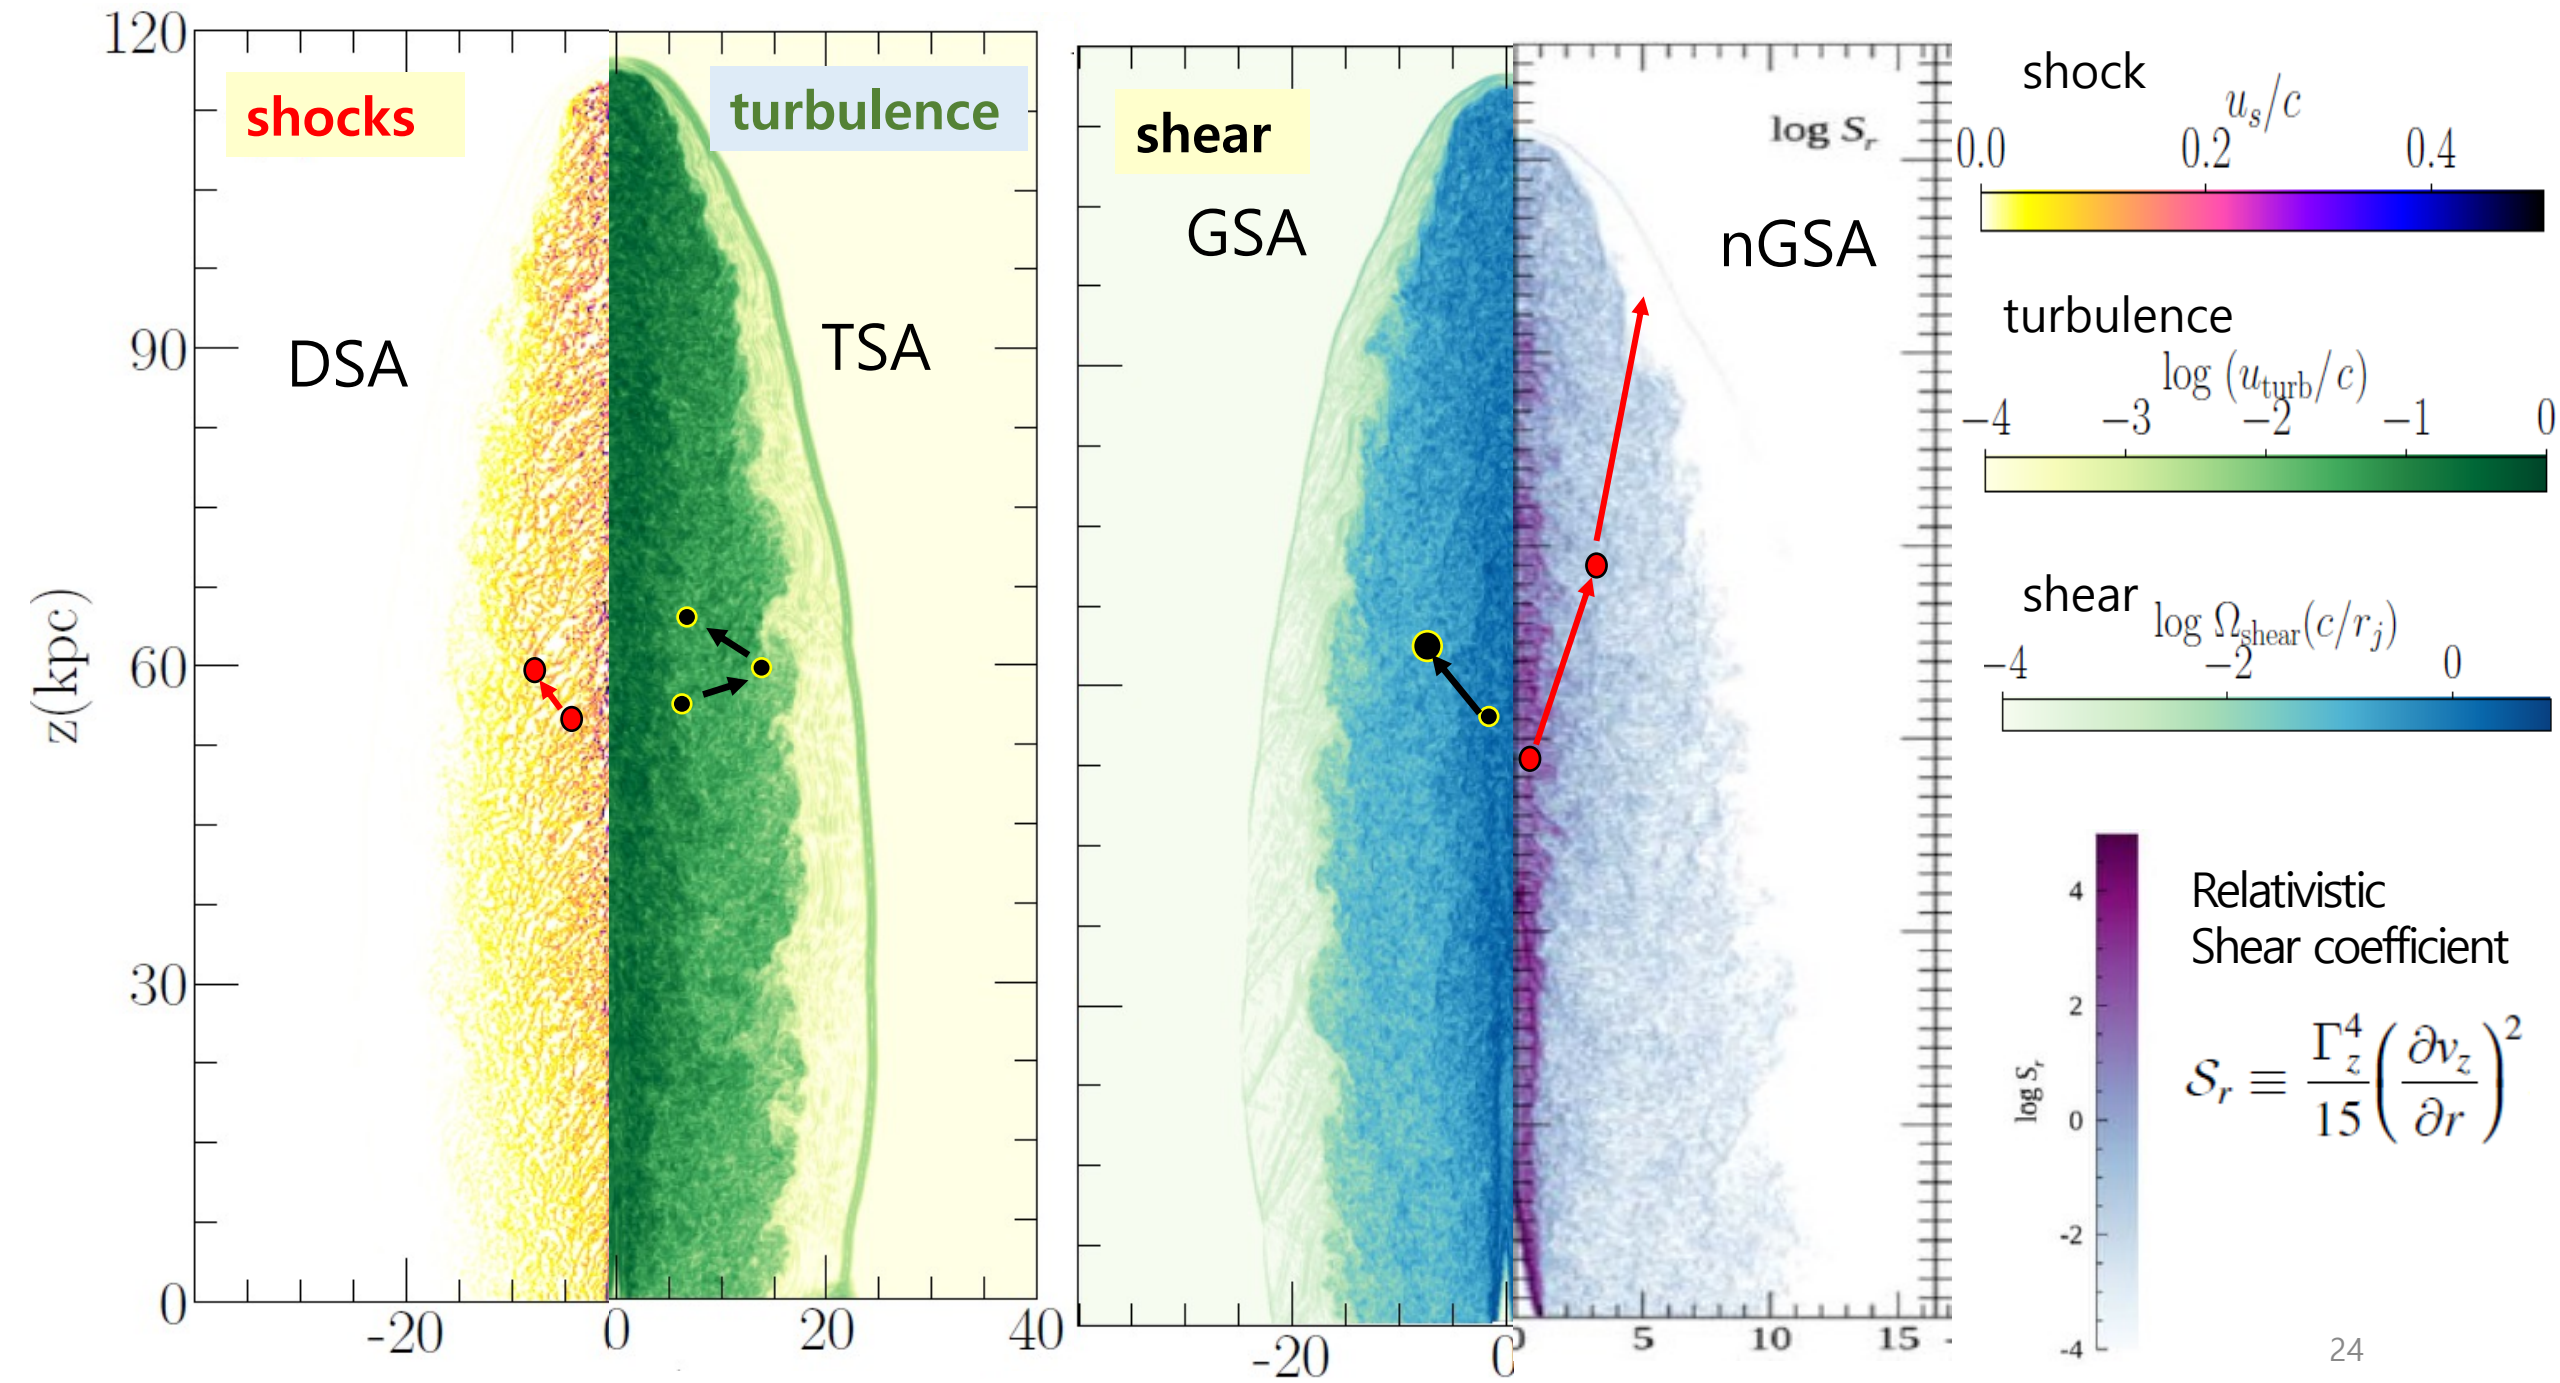 120
90
60
30
0
z(kpc)
shocks
DSA
-20
0
turbulence
TSA
20
40
shear
GSA
-20
0
log S_r
nGSA
0
5
10
15
shock
u_s/c
0.0 0.2 0.4
turbulence
log (u_turb/c)
−4 −3 −2 −1 0
shear
log Ω_shear(c/r_j)
−4 −2 0
4
2
0
-2
-4
log S_r
Relativistic
Shear coefficient
𝒮_r ≡ Γ_z^4/15 (∂v_z/∂r)^2
24